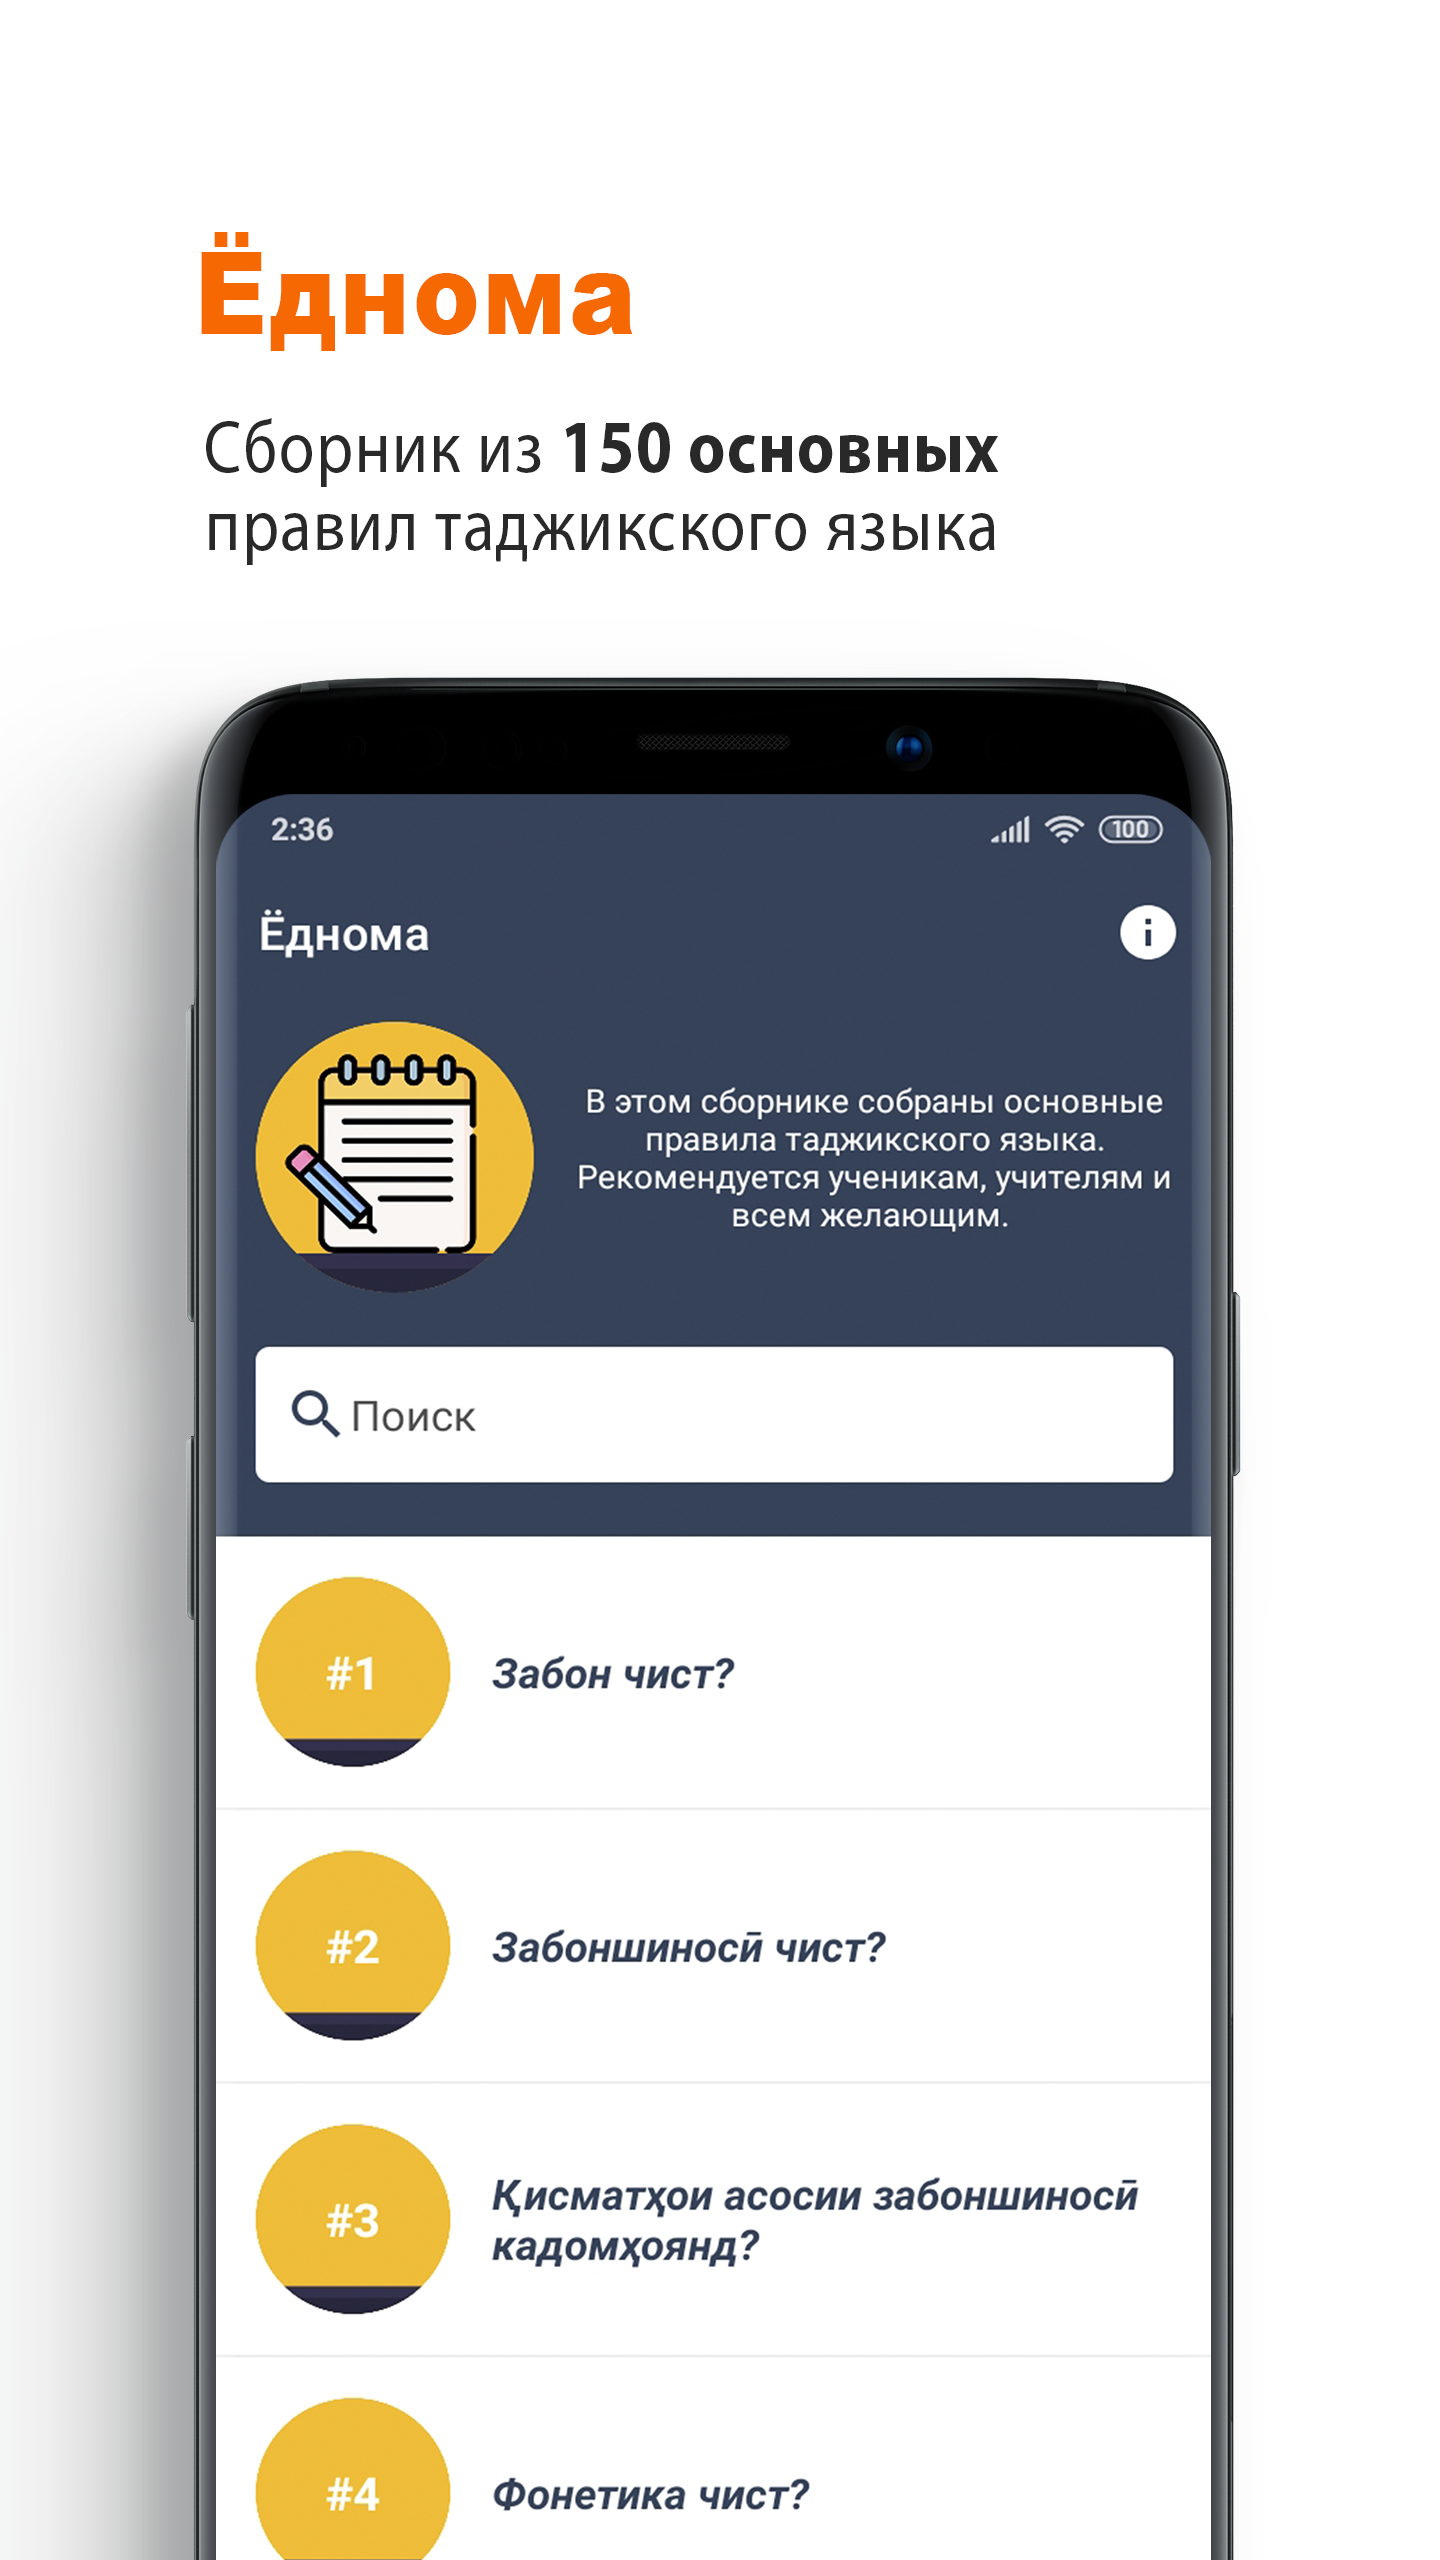 Ёднома
Сборник из 150 основных
правил таджикского языка
2:36
100
Ёднома
i
В этом сборнике собраны основные
правила таджикского языка.
Рекомендуется ученикам, учителям и
всем желающим.
Поиск
#1
Забон чист?
#2
Забоншиносӣ чист?
#3
Қисматҳои асосии забоншиносӣ
кадомҳоянд?
#4
Фонетика чист?